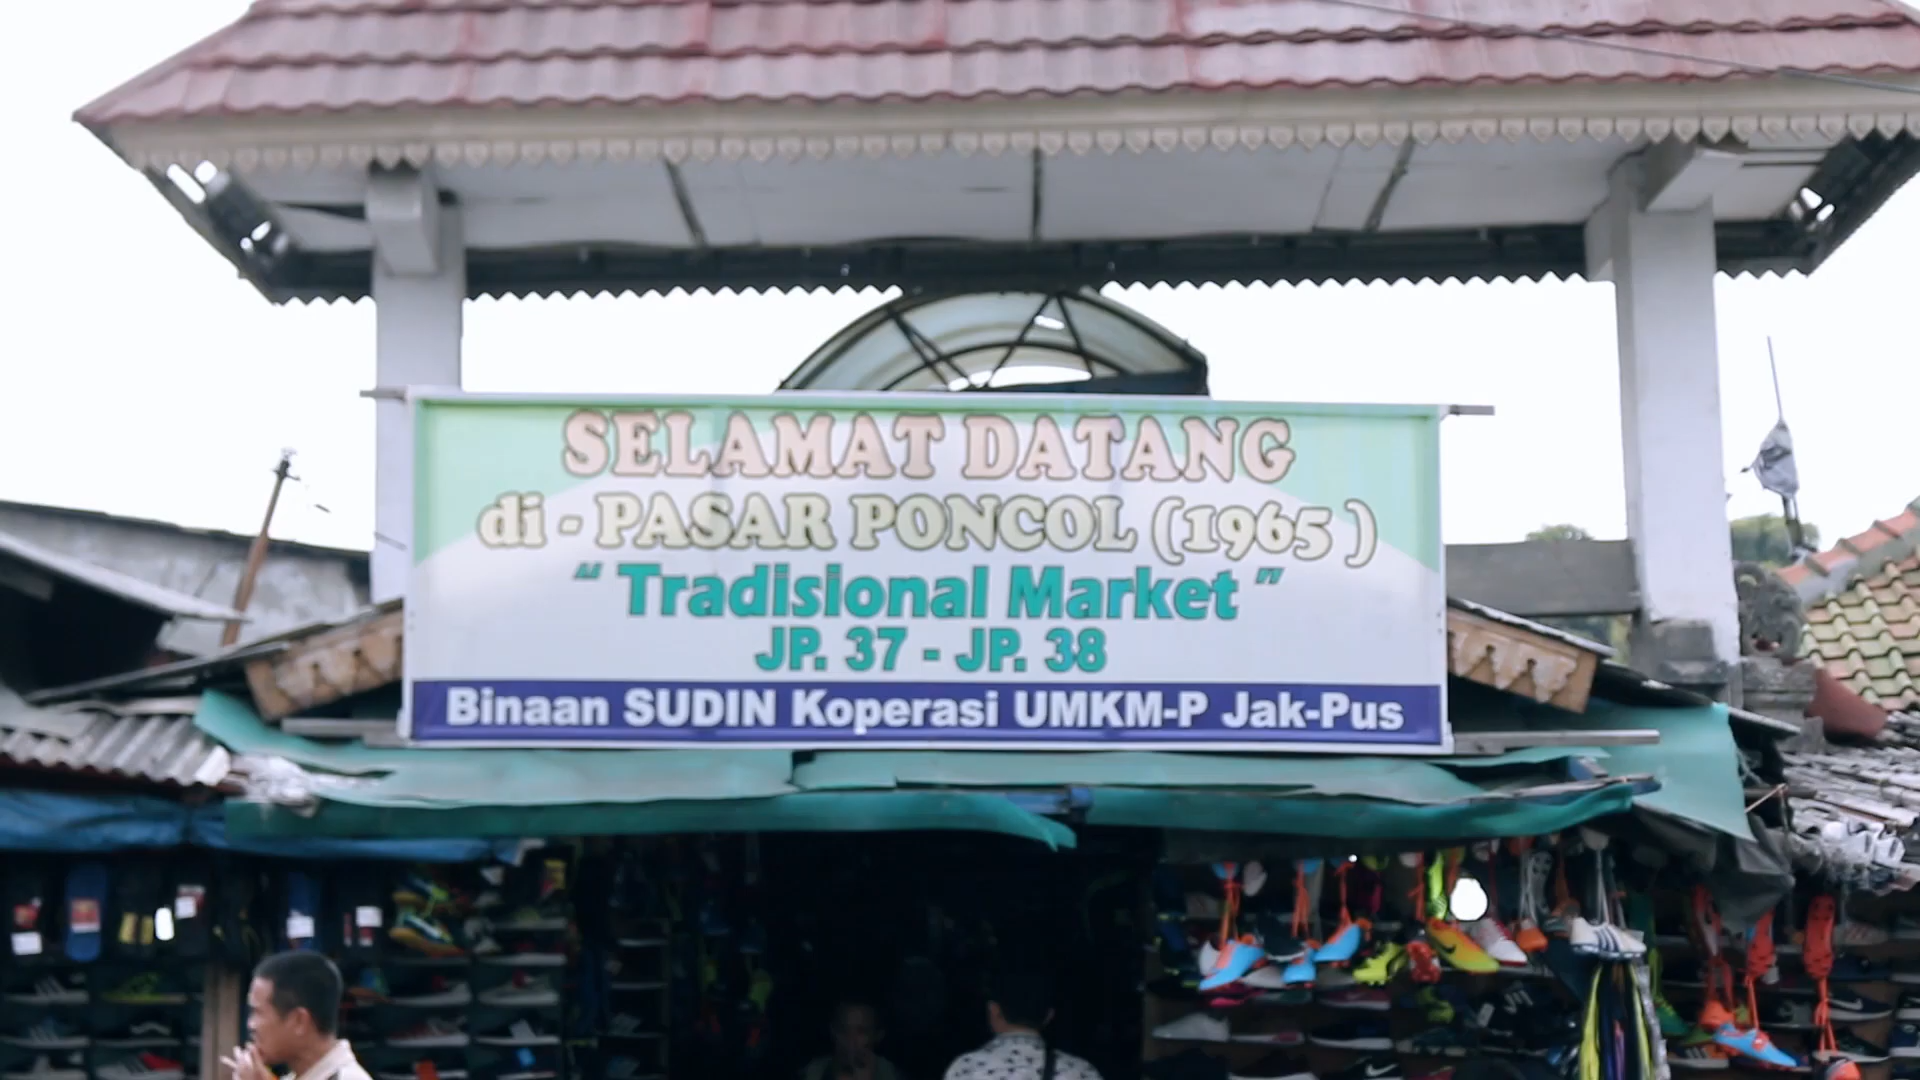 SELAMAT DATANG
di - PASAR PONCOL (1965 )
“ Tradisional Market ”
JP. 37 - JP. 38
Binaan SUDIN Koperasi UMKM-P Jak-Pus